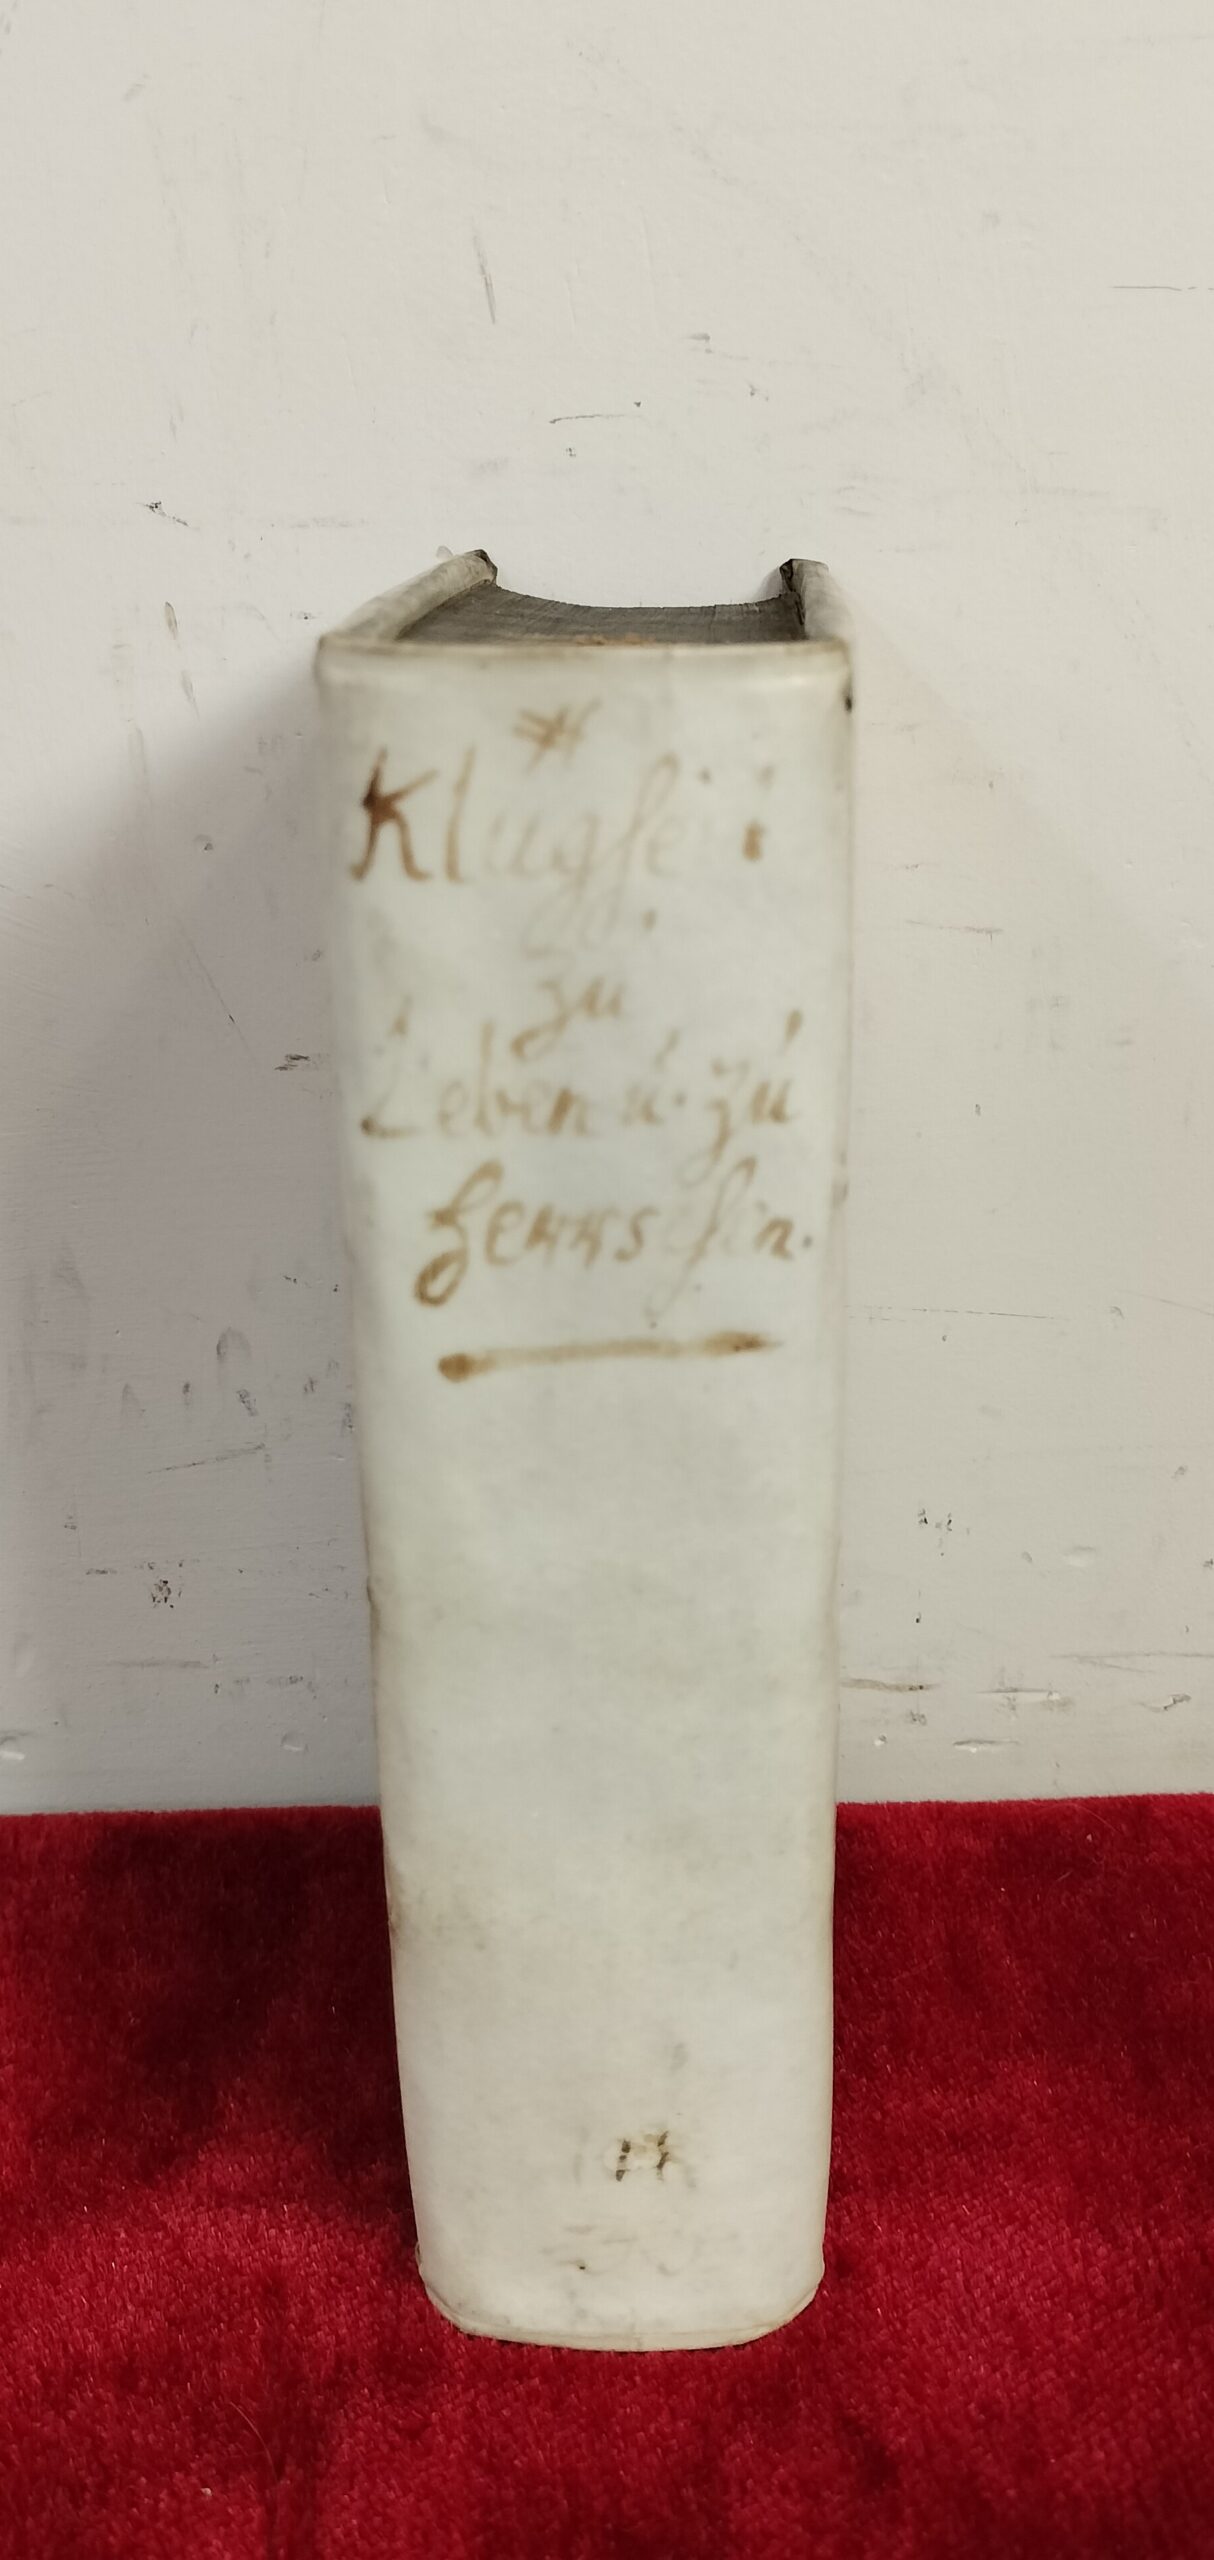 Klugheit
zu
Leben u. zu
Herrschen.